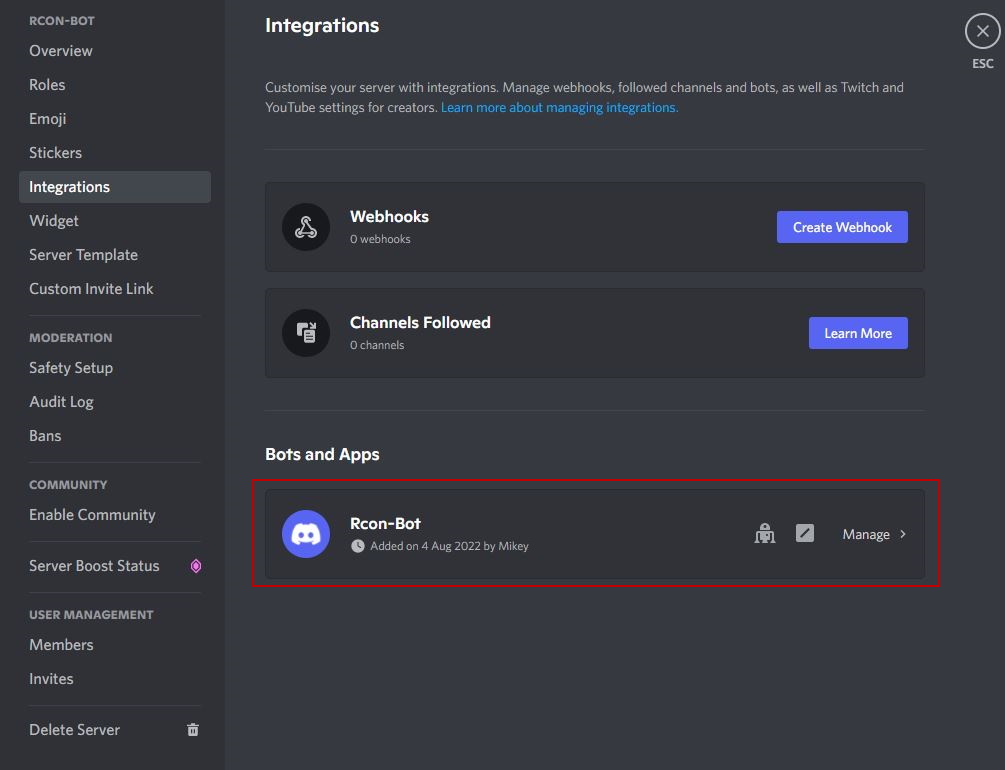 RCON-BOT
Overview
Roles
Emoji
Stickers
Integrations
Widget
Server Template
Custom Invite Link
MODERATION
Safety Setup
Audit Log
Bans
COMMUNITY
Enable Community
Server Boost Status
USER MANAGEMENT
Members
Invites
Delete Server
Integrations
ESC
Customise your server with integrations. Manage webhooks, followed channels and bots, as well as Twitch and
YouTube settings for creators. Learn more about managing integrations.
Webhooks
0 webhooks
Create Webhook
Channels Followed
0 channels
Learn More
Bots and Apps
Rcon-Bot
Added on 4 Aug 2022 by Mikey
Manage